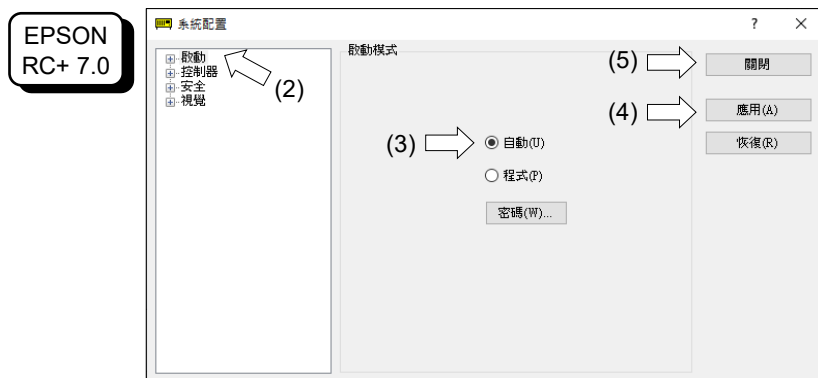 EPSON
RC+ 7.0
系統配置
?
啟動
控制器
安全
視覺
(2)
啟動模式
(3)
自動(U)
程式(P)
密碼(W)...
(5)
關閉
(4)
應用(A)
恢復(R)